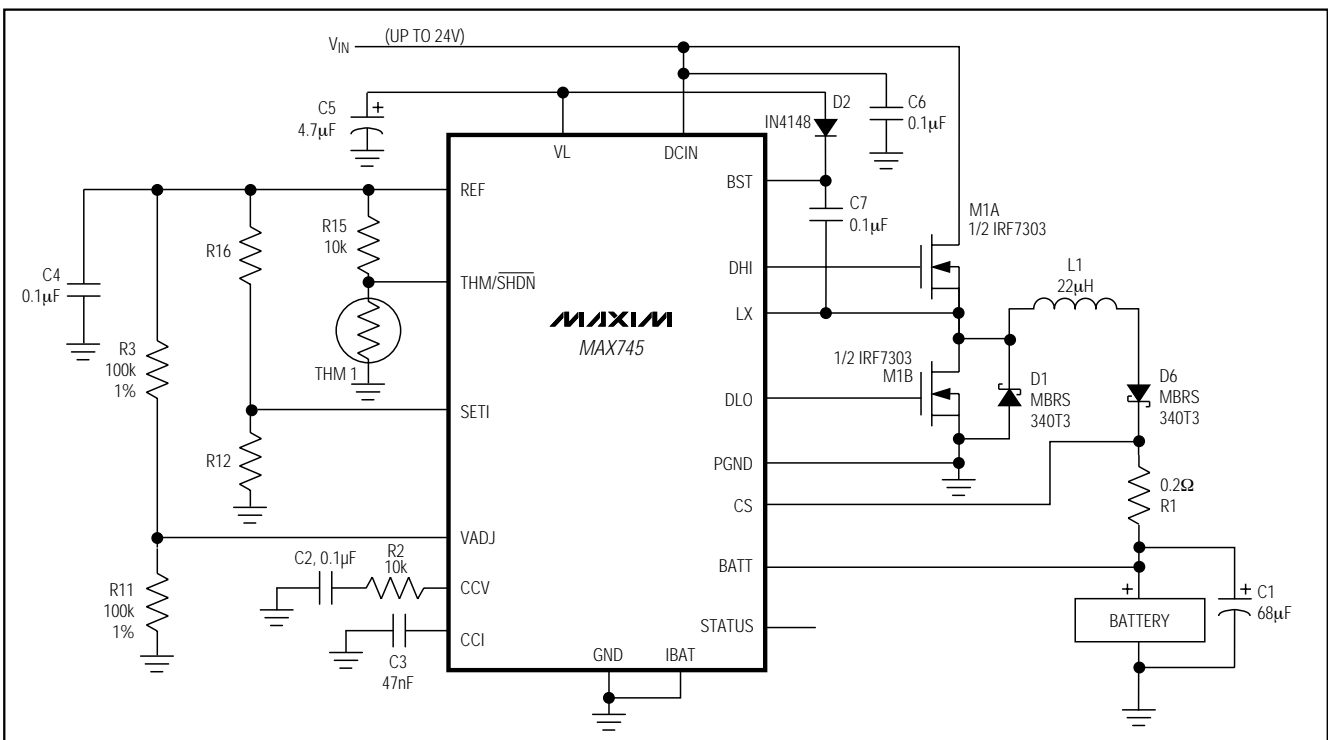 VIN (UP TO 24V)
C5
4.7µF
+
D2
IN4148
C6
0.1µF
VL
DCIN
REF
BST
R15
10k
C7
0.1µF
M1A
1/2 IRF7303
R16
C4
0.1µF
THM/SHDN
DHI
L1
22µH
MAXIM
MAX745
LX
R3
100k
1%
THM 1
1/2 IRF7303
M1B
D1
MBRS
340T3
D6
MBRS
340T3
SETI
DLO
R12
PGND
0.2Ω
R1
CS
VADJ
C2, 0.1µF
R2
10k
BATT
R11
100k
1%
CCV
+
BATTERY
+
C1
68µF
STATUS
CCI
C3
47nF
GND
IBAT